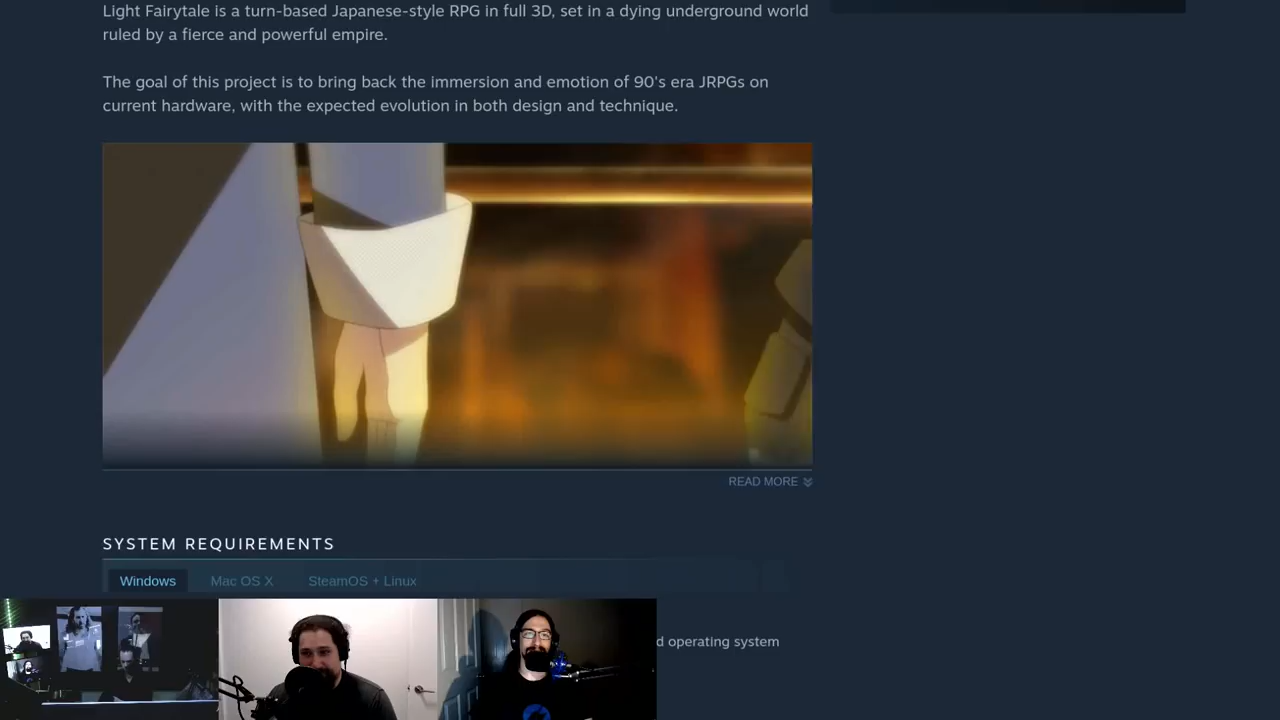 Light Fairytale is a turn-based Japanese-style RPG in full 3D, set in a dying underground world
ruled by a fierce and powerful empire.
The goal of this project is to bring back the immersion and emotion of 90's era JRPGs on
current hardware, with the expected evolution in both design and technique.
READ MORE
SYSTEM REQUIREMENTS
Windows Mac OS X SteamOS + Linux
d operating system